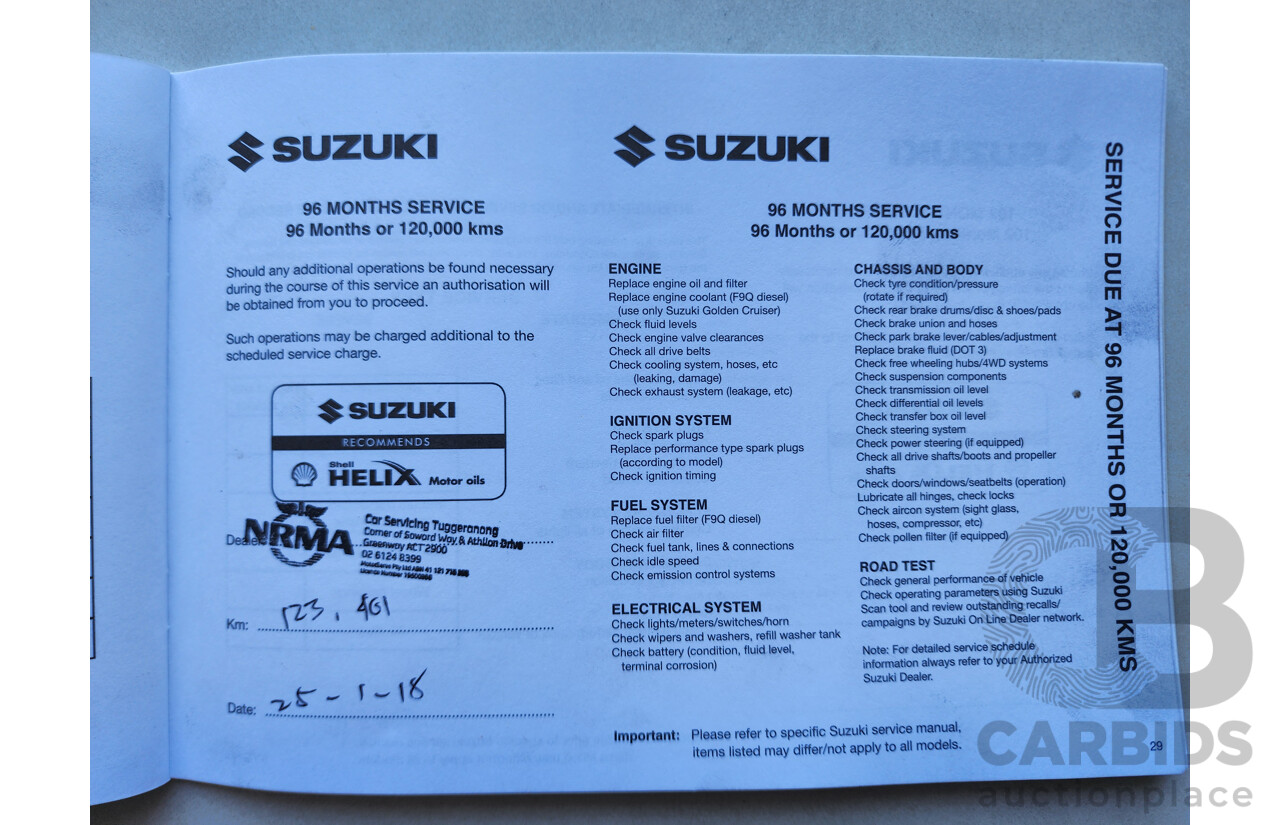 SUZUKI
96 MONTHS SERVICE
96 Months or 120,000 kms
Should any additional operations be found necessary
during the course of this service an authorisation will
be obtained from you to proceed.
Such operations may be charged additional to the
scheduled service charge.
SUZUKI
RECOMMENDS
Shell
HELIX Motor oils
Dealer
NRMA
Car Servicing Tuggeranong
Corner of Soward Way & Athllon Drive
Greenway ACT 2900
02 6124 8399
Km: 123,461
Date: 25-1-18
SUZUKI
96 MONTHS SERVICE
96 Months or 120,000 kms
ENGINE
Replace engine oil and filter
Replace engine coolant (F9Q diesel)
(use only Suzuki Golden Cruiser)
Check fluid levels
Check engine valve clearances
Check all drive belts
Check cooling system, hoses, etc
(leaking, damage)
Check exhaust system (leakage, etc)
IGNITION SYSTEM
Check spark plugs
Replace performance type spark plugs
(according to model)
Check ignition timing
FUEL SYSTEM
Replace fuel filter (F9Q diesel)
Check air filter
Check fuel tank, lines & connections
Check idle speed
Check emission control systems
ELECTRICAL SYSTEM
Check lights/meters/switches/horn
Check wipers and washers, refill washer tank
Check battery (condition, fluid level,
terminal corrosion)
CHASSIS AND BODY
Check tyre condition/pressure
(rotate if required)
Check rear brake drums/disc & shoes/pads
Check brake union and hoses
Check park brake lever/cables/adjustment
Replace brake fluid (DOT 3)
Check free wheeling hubs/4WD systems
Check suspension components
Check transmission oil level
Check differential oil levels
Check transfer box oil level
Check steering system
Check power steering (if equipped)
Check all drive shafts/boots and propeller
shafts
Check doors/windows/seatbelts (operation)
Lubricate all hinges, check locks
Check aircon system (sight glass,
hoses, compressor, etc)
Check pollen filter (if equipped)
ROAD TEST
Check general performance of vehicle
Check operating parameters using Suzuki
Scan tool and review outstanding recalls/
campaigns by Suzuki On Line Dealer network.
Note: For detailed service schedule
information always refer to your Authorized
Suzuki Dealer.
Important: Please refer to specific Suzuki service manual,
items listed may differ/not apply to all models.
SERVICE DUE AT 96 MONTHS OR 120,000 KMS
29
CARBIDS
auctionplace